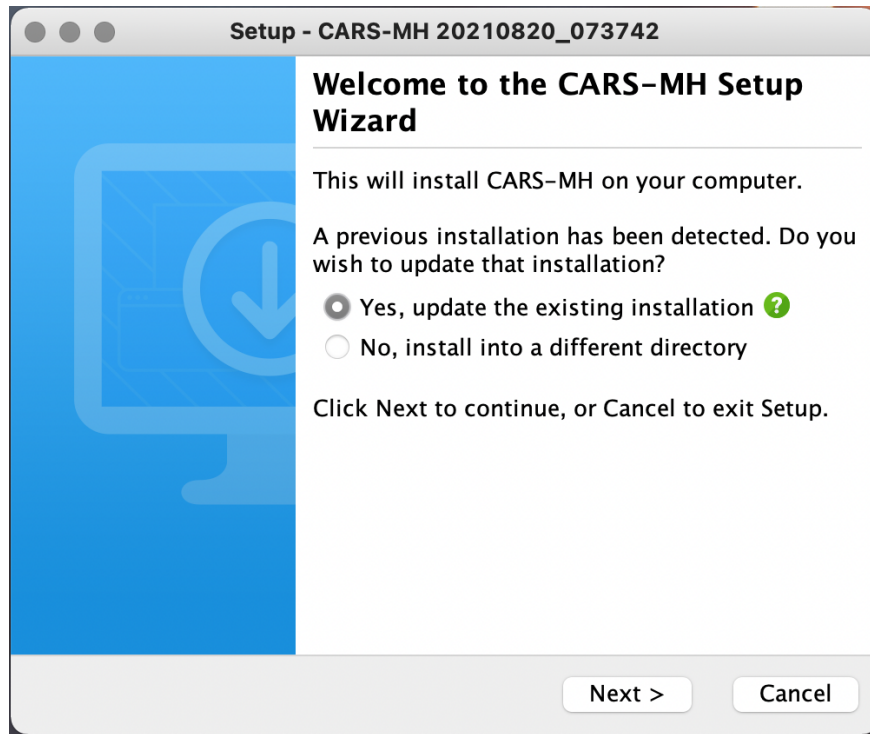 Setup - CARS-MH 20210820_073742
Welcome to the CARS-MH Setup
Wizard
This will install CARS-MH on your computer.
A previous installation has been detected. Do you
wish to update that installation?
Yes, update the existing installation ?
No, install into a different directory
Click Next to continue, or Cancel to exit Setup.
Next > Cancel